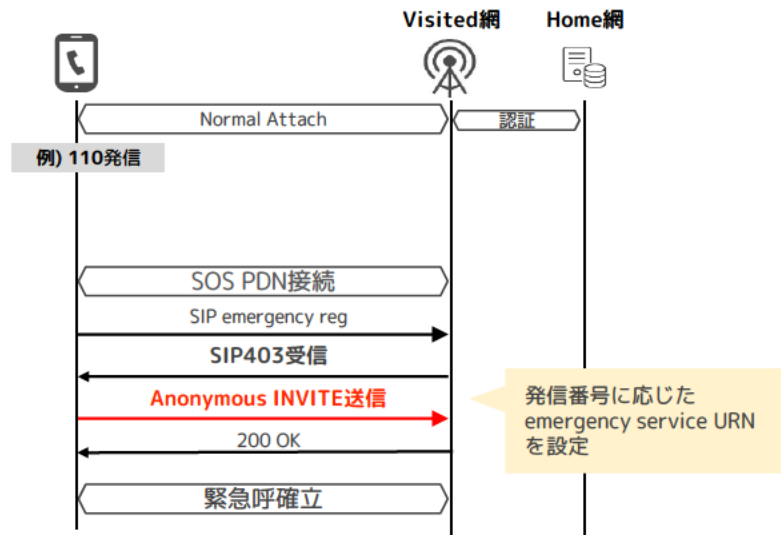 Visited網
Home網
Normal Attach
認証
例) 110発信
SOS PDN接続
SIP emergency reg
SIP403受信
Anonymous INVITE送信
発信番号に応じた
emergency service URN
を設定
200 OK
緊急呼確立